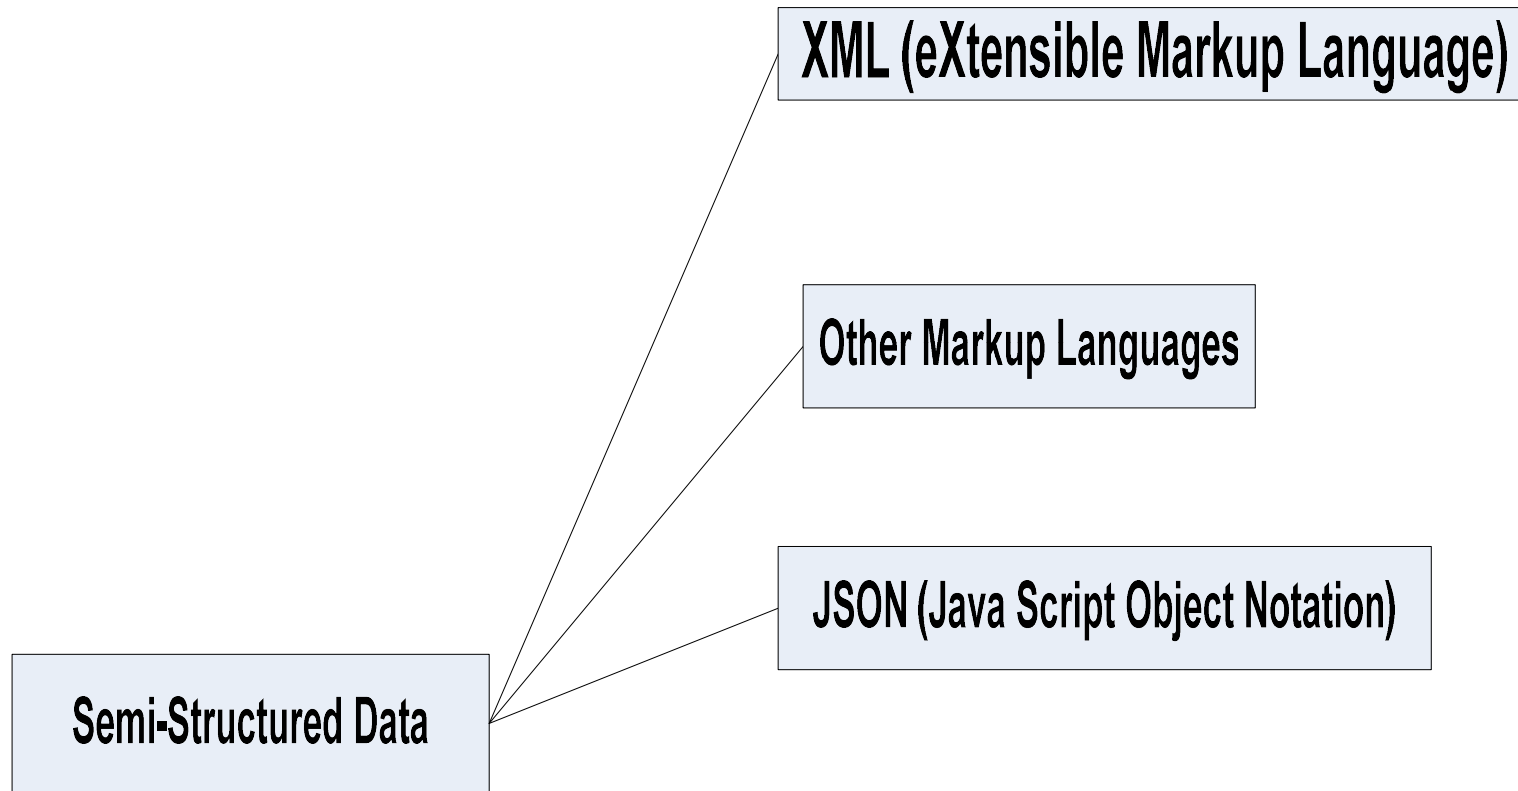 XML (eXtensible Markup Language)
Other Markup Languages
JSON (Java Script Object Notation)
Semi-Structured Data